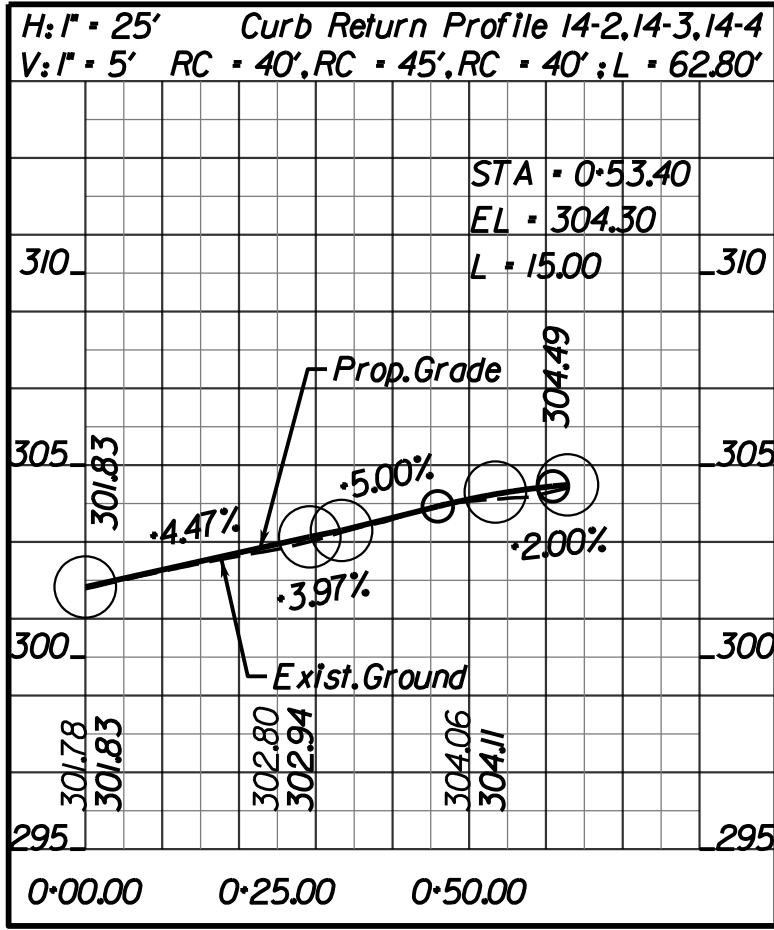 H: 1" = 25' Curb Return Profile 14-2, 14-3, 14-4
V: 1" = 5' RC = 40', RC = 45', RC = 40' ; L = 62.80'
STA = 0+53.40
EL = 304.30
L = 15.00
310 310
Prop. Grade
304.49
305 305
301.83
+4.47%
+5.00%
+3.97%
+2.00%
300 300
Exist. Ground
301.78
301.83
302.80
302.94
304.06
304.11
295 295
0+00.00 0+25.00 0+50.00